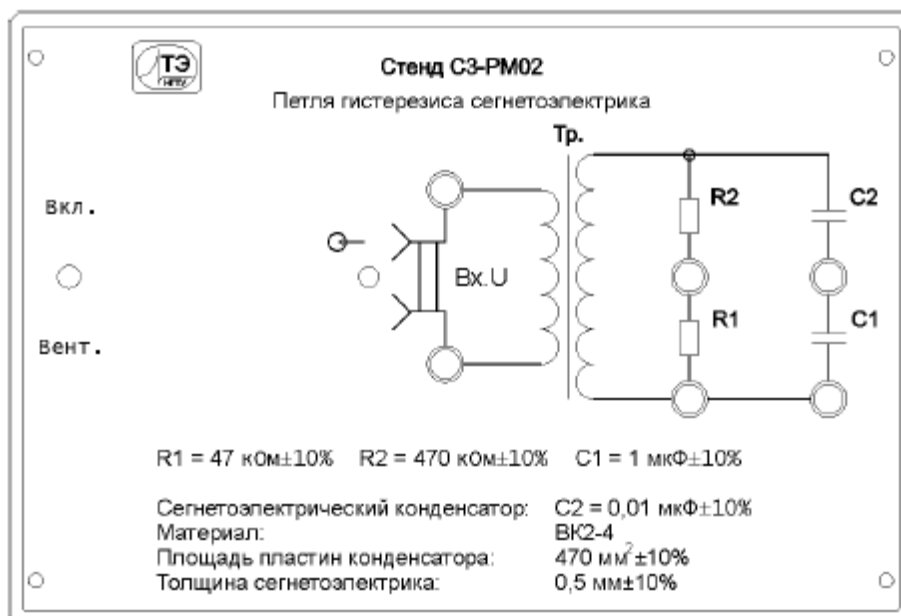 ТЭ
НГТУ
Стенд С3-РМ02
Петля гистерезиса сегнетоэлектрика
Тр.
R2
C2
Вкл.
Вх.U
R1
C1
Вент.
R1 = 47 кОм±10% R2 = 470 кОм±10% C1 = 1 мкФ±10%
Сегнетоэлектрический конденсатор: C2 = 0,01 мкФ±10%
Материал: ВК2-4
Площадь пластин конденсатора: 470 мм²±10%
Толщина сегнетоэлектрика: 0,5 мм±10%